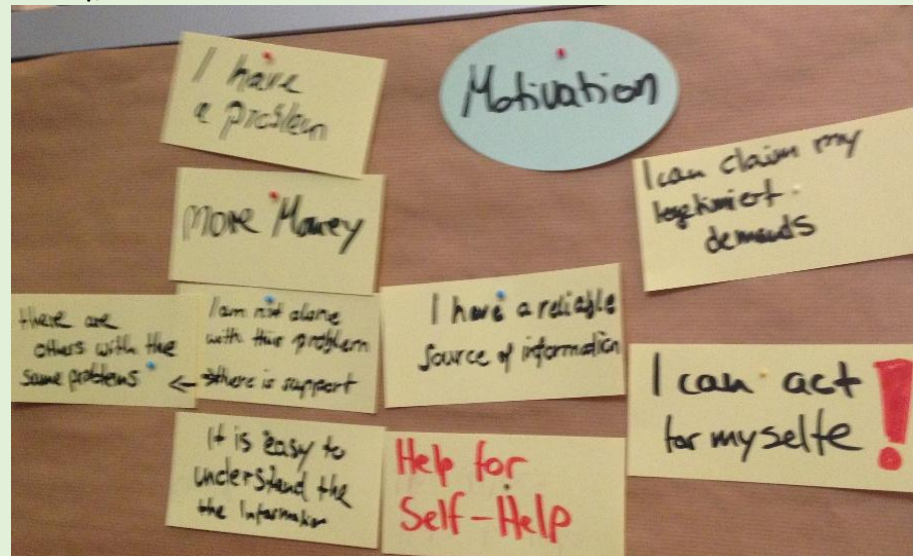 I have
a problem
Motivation
More Money
I can claim my
legitimiert
demands
there are
others with the
same problems
I am not alone
with this problem
there is support
I have a reliable
source of information
I can act
for myselfe!
It is easy to
understand the
the Information
Help for
Self-Help